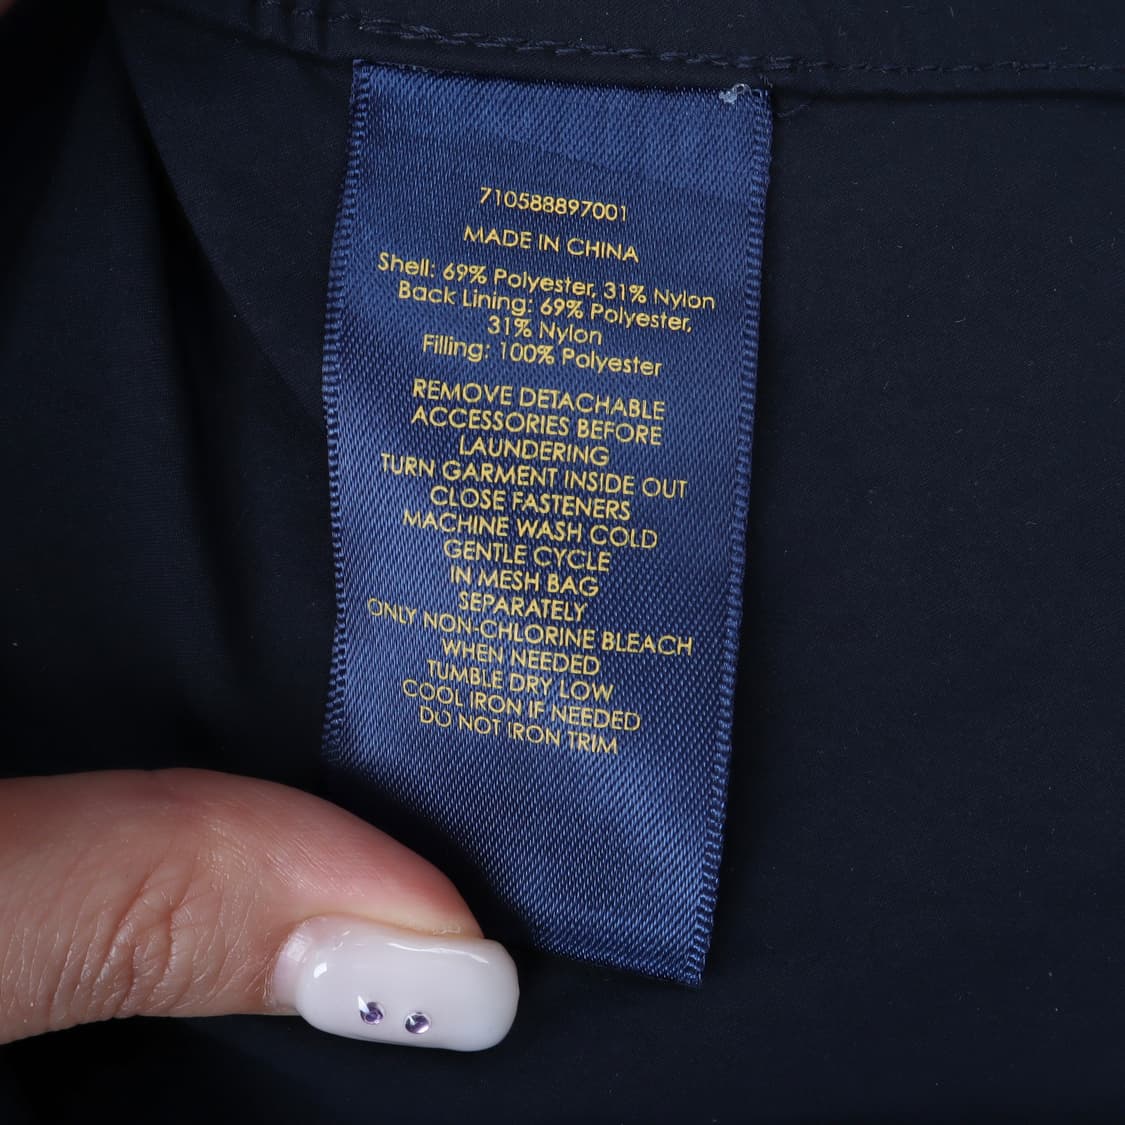 710588897001
MADE IN CHINA
Shell: 69% Polyester, 31% Nylon
Back Lining: 69% Polyester,
31% Nylon
Filling: 100% Polyester
REMOVE DETACHABLE
ACCESSORIES BEFORE
LAUNDERING
TURN GARMENT INSIDE OUT
CLOSE FASTENERS
MACHINE WASH COLD
GENTLE CYCLE
IN MESH BAG
SEPARATELY
ONLY NON-CHLORINE BLEACH
WHEN NEEDED
TUMBLE DRY LOW
COOL IRON IF NEEDED
DO NOT IRON TRIM